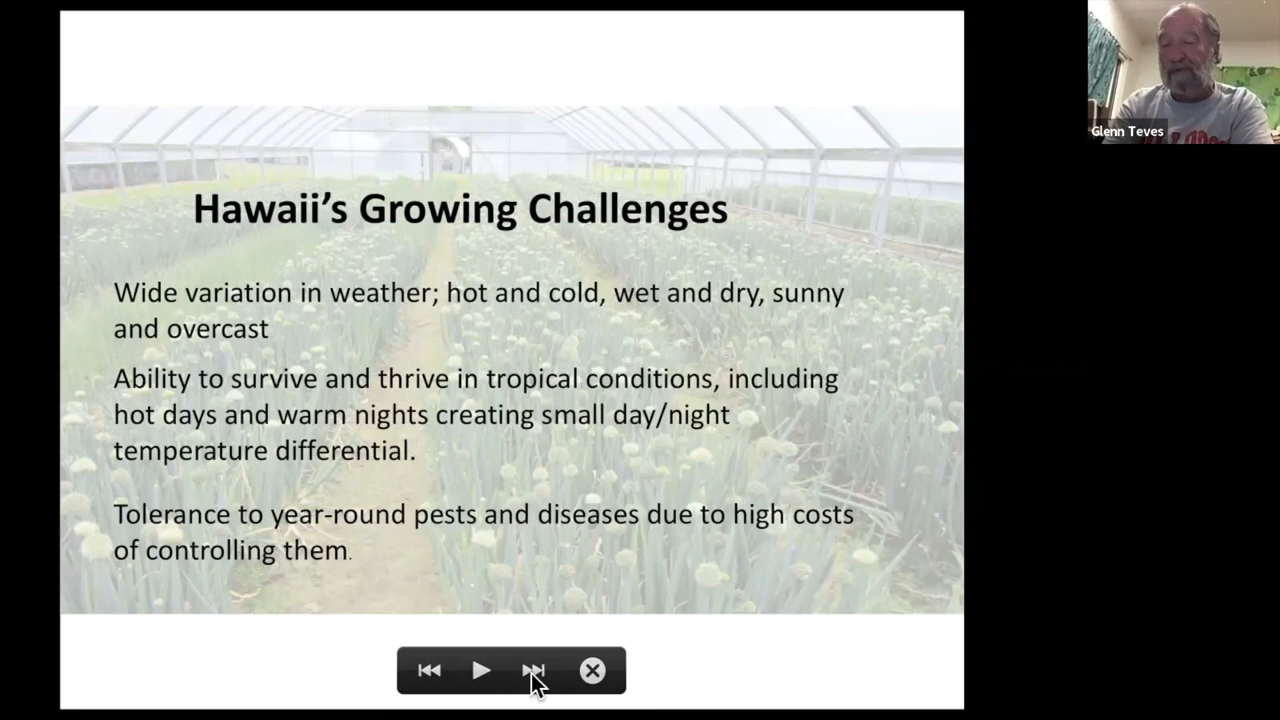 Hawaii's Growing Challenges
Wide variation in weather; hot and cold, wet and dry, sunny
and overcast
Ability to survive and thrive in tropical conditions, including
hot days and warm nights creating small day/night
temperature differential.
Tolerance to year-round pests and diseases due to high costs
of controlling them.
Glenn Teves